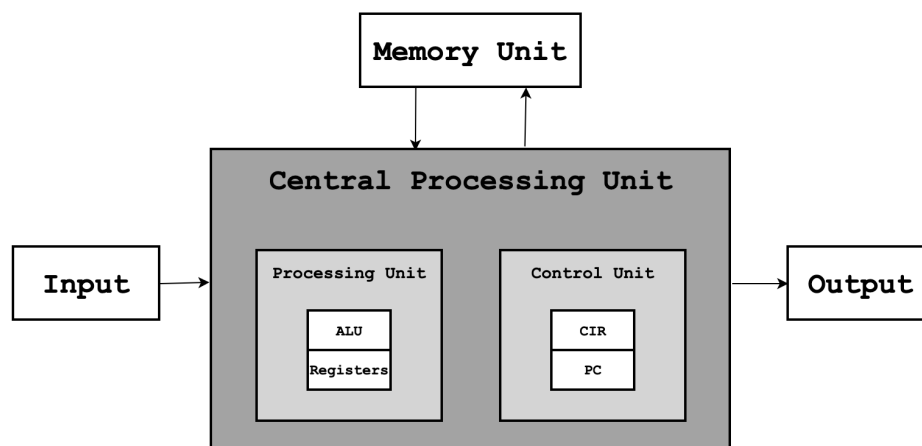 Memory Unit
Central Processing Unit
Input
Processing Unit
ALU
Registers
Control Unit
CIR
PC
Output